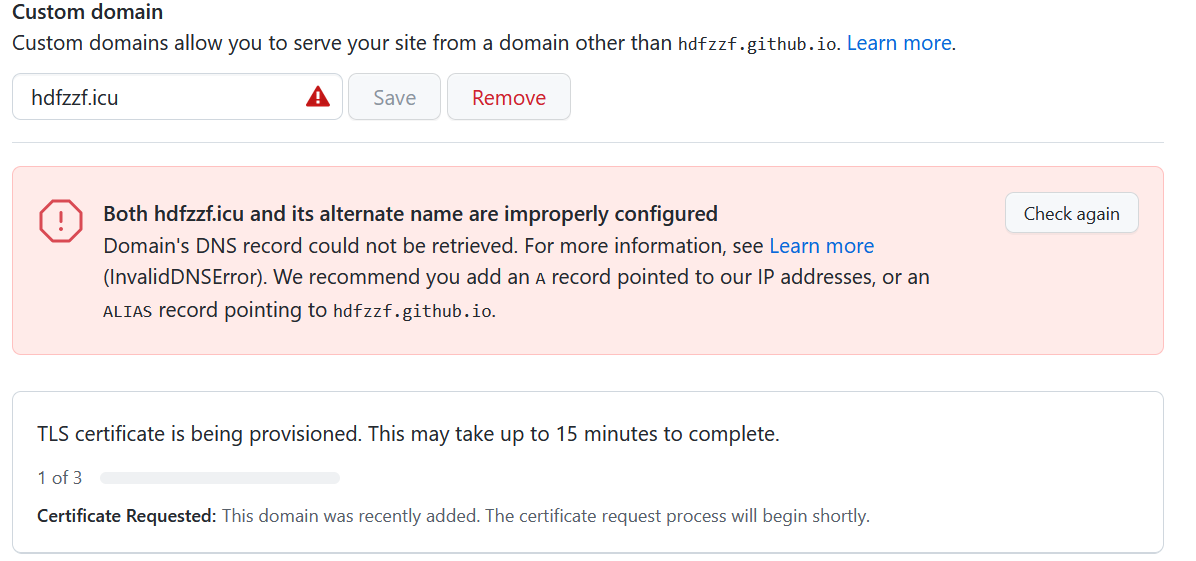 Custom domain
Custom domains allow you to serve your site from a domain other than hdfzzf.github.io. Learn more.
hdfzzf.icu Save Remove
Both hdfzzf.icu and its alternate name are improperly configured Check again
Domain's DNS record could not be retrieved. For more information, see Learn more
(InvalidDNSError). We recommend you add an A record pointed to our IP addresses, or an
ALIAS record pointing to hdfzzf.github.io.
TLS certificate is being provisioned. This may take up to 15 minutes to complete.
1 of 3
Certificate Requested: This domain was recently added. The certificate request process will begin shortly.